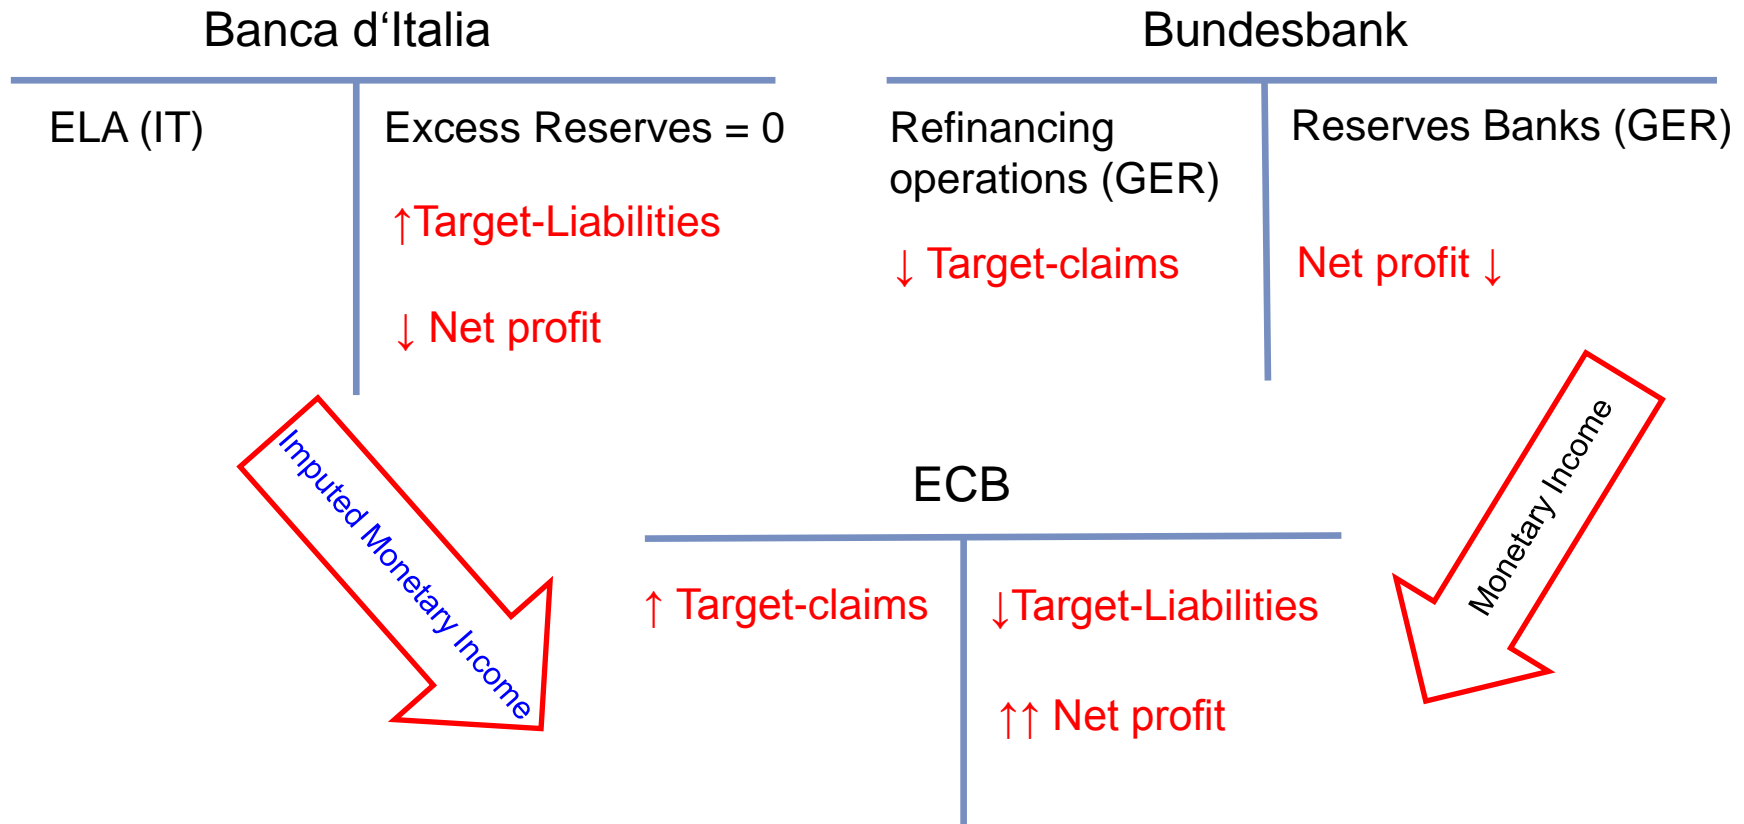 Banca d‘Italia
ELA (IT)
Excess Reserves = 0
↑Target-Liabilities
↓ Net profit
Bundesbank
Refinancing
operations (GER)
↓ Target-claims
Reserves Banks (GER)
Net profit ↓
Imputed Monetary Income
Monetary Income
ECB
↑ Target-claims
↓Target-Liabilities
↑↑ Net profit